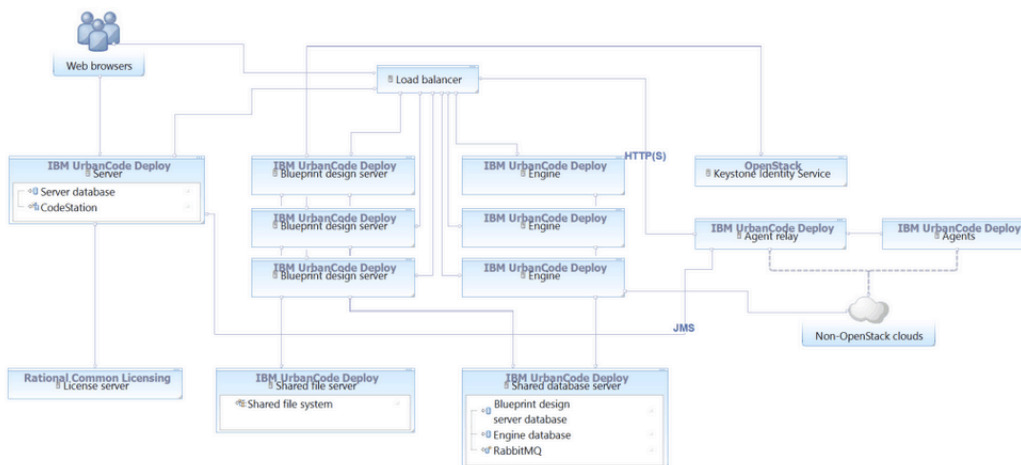 Web browsers
Load balancer
IBM UrbanCode Deploy
Server
Server database
CodeStation
IBM UrbanCode Deploy
Blueprint design server
IBM UrbanCode Deploy
Blueprint design server
IBM UrbanCode Deploy
Blueprint design server
IBM UrbanCode Deploy
Engine
IBM UrbanCode Deploy
Engine
IBM UrbanCode Deploy
Engine
HTTP(S)
OpenStack
Keystone Identity Service
IBM UrbanCode Deploy
Agent relay
IBM UrbanCode Deploy
Agents
JMS
Non-OpenStack clouds
Rational Common Licensing
License server
IBM UrbanCode Deploy
Shared file server
Shared file system
IBM UrbanCode Deploy
Shared database server
Blueprint design
server database
Engine database
RabbitMQ